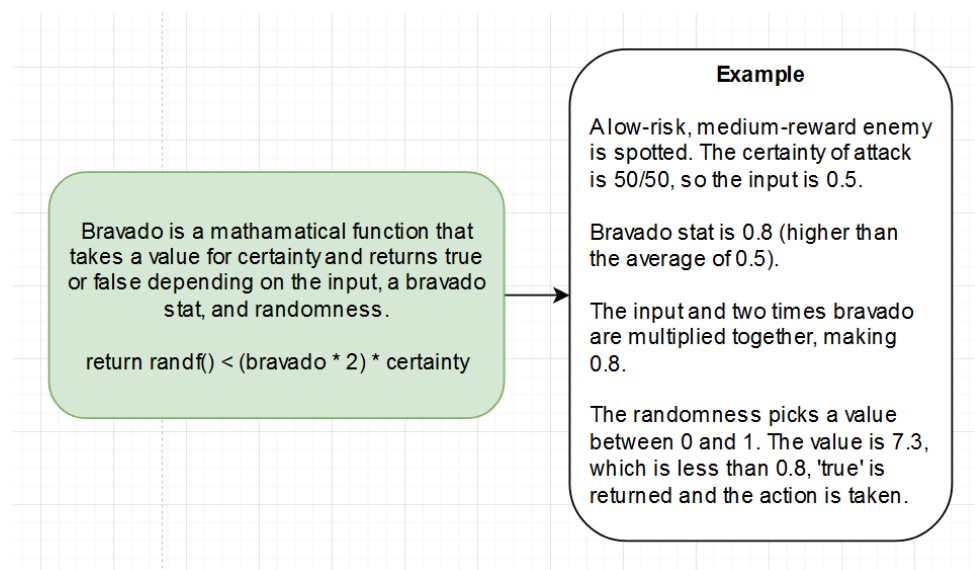 Bravado is a mathamatical function that
takes a value for certainty and returns true
or false depending on the input, a bravado
stat, and randomness.
return randf() < (bravado * 2) * certainty
Example
A low-risk, medium-reward enemy
is spotted. The certainty of attack
is 50/50, so the input is 0.5.
Bravado stat is 0.8 (higher than
the average of 0.5).
The input and two times bravado
are multiplied together, making
0.8.
The randomness picks a value
between 0 and 1. The value is 7.3,
which is less than 0.8, 'true' is
returned and the action is taken.